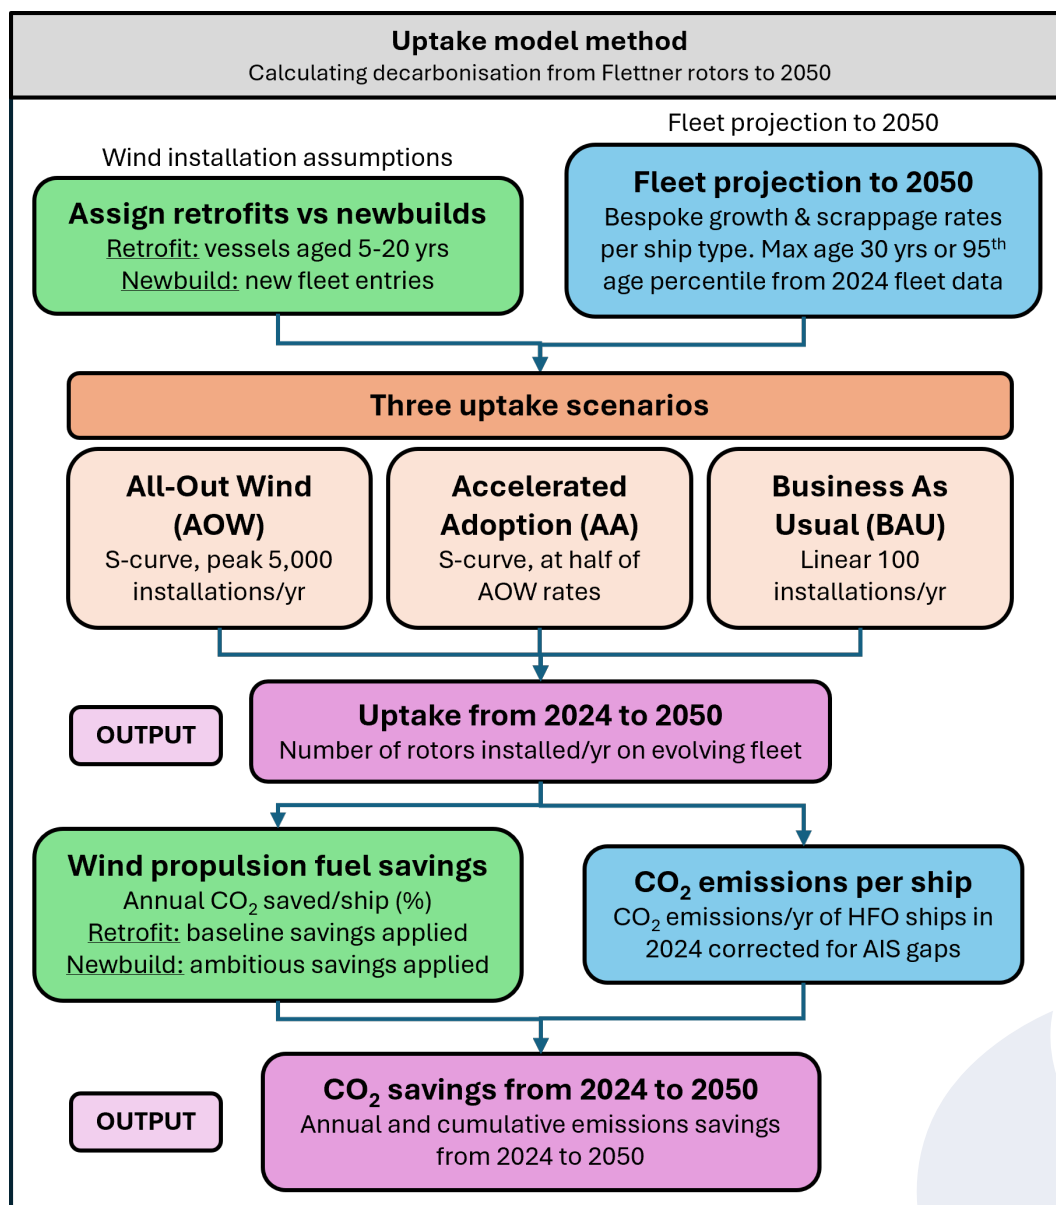 Uptake model method
Calculating decarbonisation from Flettner rotors to 2050
Wind installation assumptions
Assign retrofits vs newbuilds
Retrofit: vessels aged 5-20 yrs
Newbuild: new fleet entries
Fleet projection to 2050
Fleet projection to 2050
Bespoke growth & scrappage rates
per ship type. Max age 30 yrs or 95th
age percentile from 2024 fleet data
Three uptake scenarios
All-Out Wind
(AOW)
S-curve, peak 5,000
installations/yr
Accelerated
Adoption (AA)
S-curve, at half of
AOW rates
Business As
Usual (BAU)
Linear 100
installations/yr
OUTPUT
Uptake from 2024 to 2050
Number of rotors installed/yr on evolving fleet
Wind propulsion fuel savings
Annual CO2 saved/ship (%)
Retrofit: baseline savings applied
Newbuild: ambitious savings applied
CO2 emissions per ship
CO2 emissions/yr of HFO ships in
2024 corrected for AIS gaps
OUTPUT
CO2 savings from 2024 to 2050
Annual and cumulative emissions savings
from 2024 to 2050